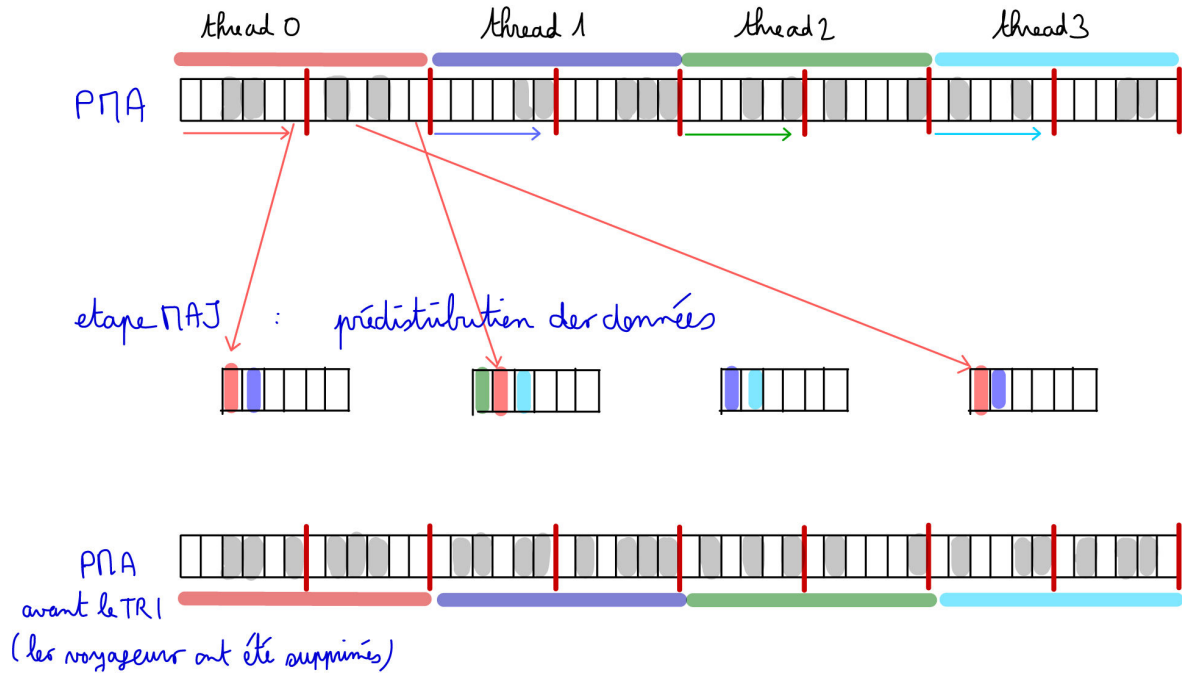 thread 0 thread 1 thread 2 thread 3
PMA
etape MAJ : prédistribution des données
PMA
avant le TRI
(les voyageurs ont été supprimés)